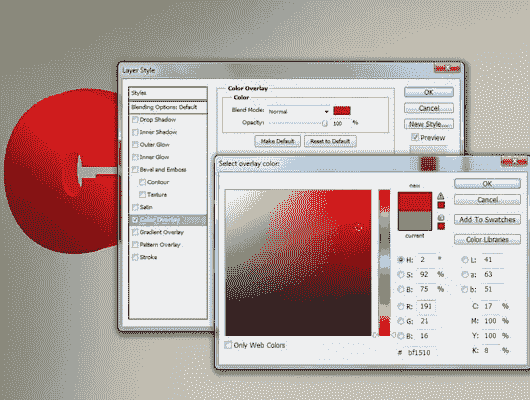 Layer Style
Styles
Blending Options: Default
Drop Shadow
Inner Shadow
Outer Glow
Inner Glow
Bevel and Emboss
Contour
Texture
Satin
Color Overlay
Gradient Overlay
Pattern Overlay
Stroke
Color Overlay
Color
Blend Mode: Normal
Opacity: 100 %
Make Default Reset to Default
OK
Cancel
New Style...
Preview
Select overlay color:
new
current
OK
Cancel
Add To Swatches
Color Libraries
H: 2 ° L: 41
S: 92 % a: 63
B: 75 % b: 51
R: 191 C: 17 %
G: 21 M: 100 %
B: 16 Y: 100 %
# bf1510 K: 8 %
Only Web Colors